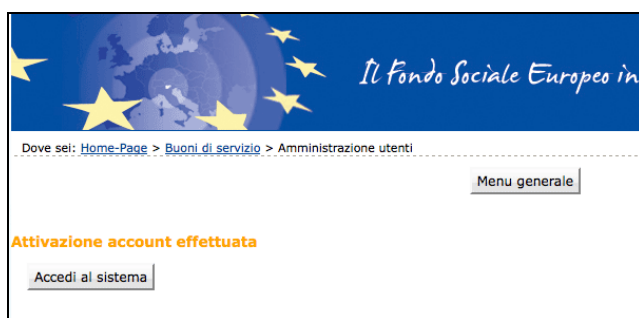 Il Fondo Sociale Europeo in
Dove sei: Home-Page > Buoni di servizio > Amministrazione utenti
Menu generale
Attivazione account effettuata
Accedi al sistema